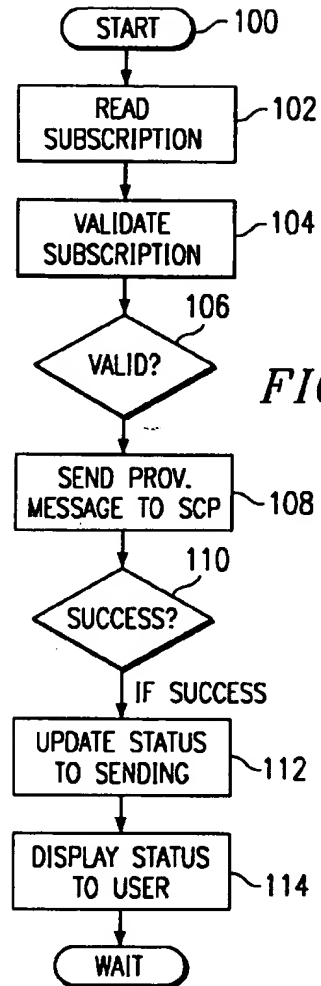 START
100
READ
SUBSCRIPTION
102
VALIDATE
SUBSCRIPTION
104
106
VALID?
SEND PROV.
MESSAGE TO SCP
108
110
SUCCESS?
IF SUCCESS
UPDATE STATUS
TO SENDING
112
DISPLAY STATUS
TO USER
114
WAIT